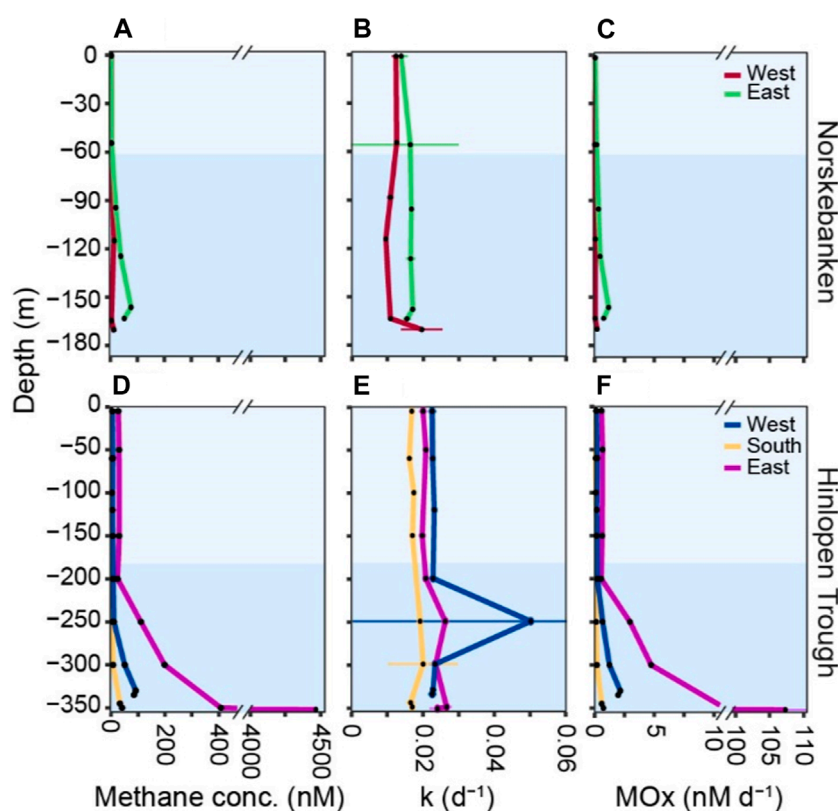 A B C
0
−30
−60
−90
−120
−150
−180
West
East
Norskebanken
Depth (m)
D E F
0
−50
−100
−150
−200
−250
−300
−350
West
South
East
Hinlopen Trough
0 200 400 4000 4500
0 0.02 0.04 0.06
0 5 10 100 105 110
Methane conc. (nM) k (d⁻¹) MOx (nM d⁻¹)